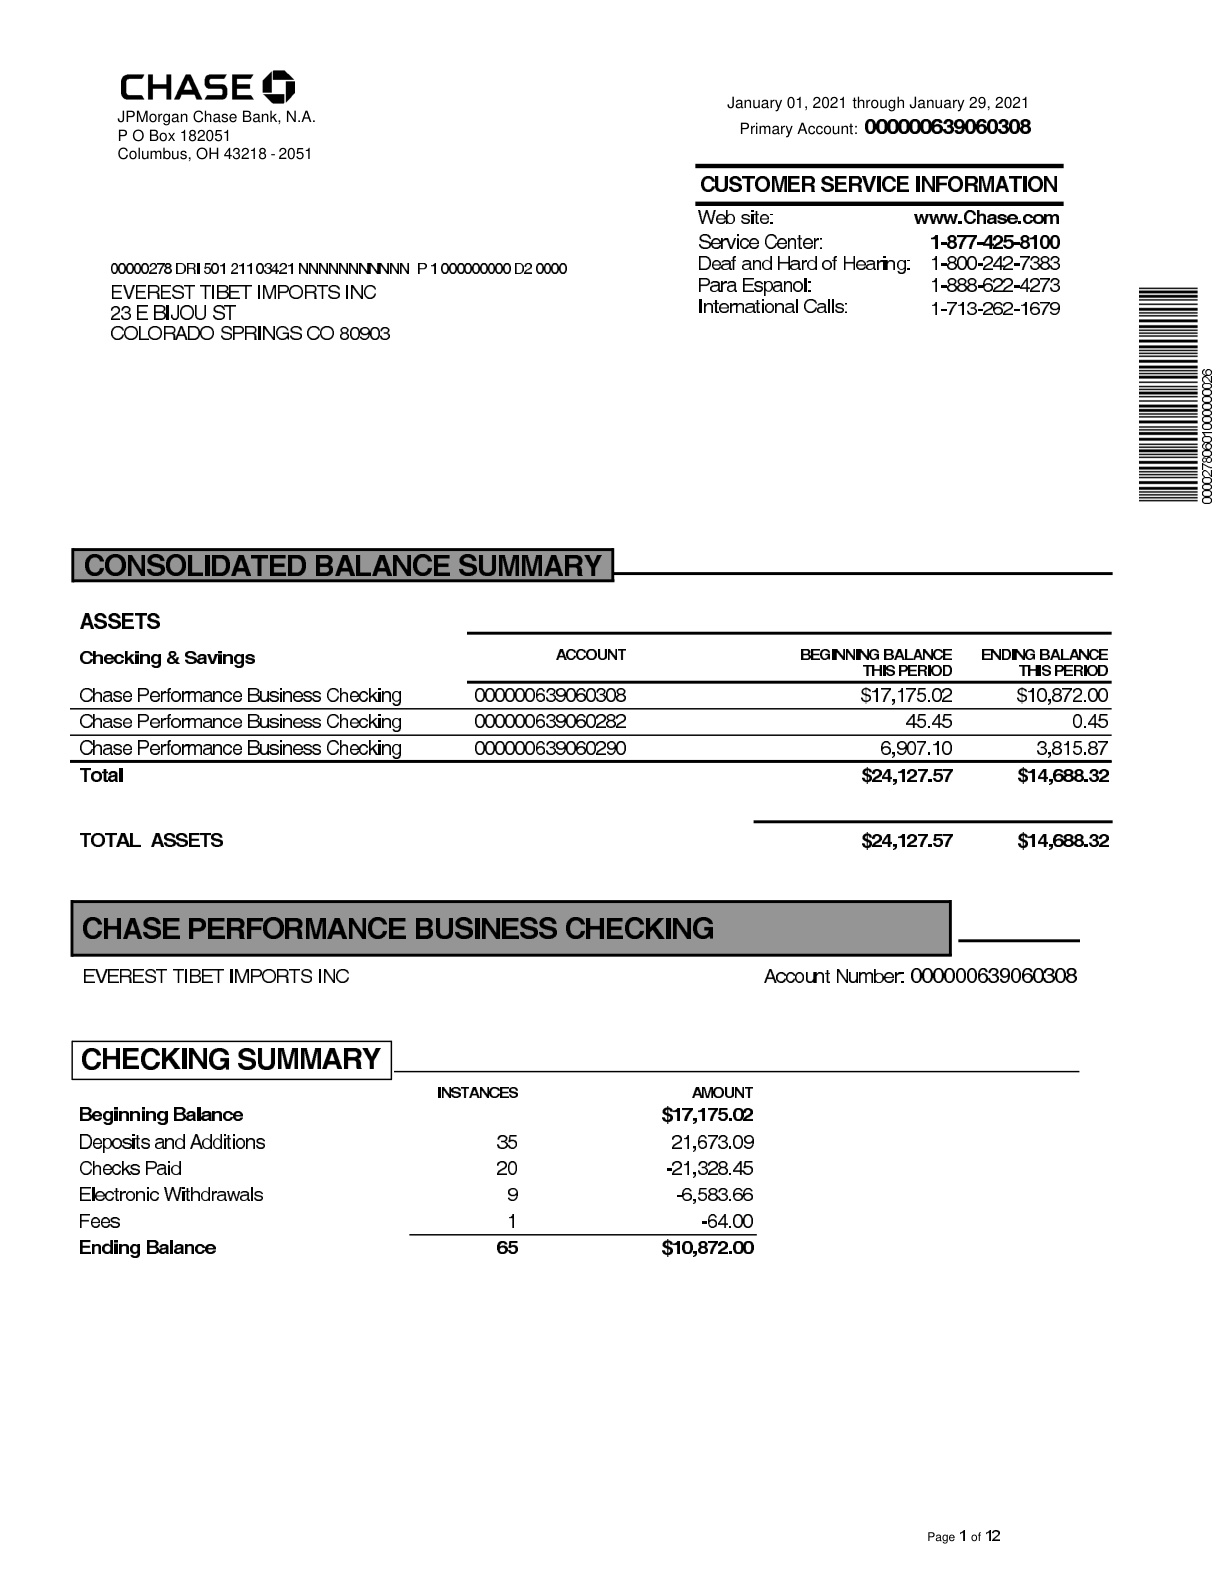 CHASE
JPMorgan Chase Bank, N.A.
P O Box 182051
Columbus, OH 43218 - 2051
January 01, 2021 through January 29, 2021
Primary Account: 000000639060308
CUSTOMER SERVICE INFORMATION
Web site: www.Chase.com
Service Center: 1-877-425-8100
Deaf and Hard of Hearing: 1-800-242-7383
Para Espanol: 1-888-622-4273
International Calls: 1-713-262-1679
00000278 DRI 501 211 03421 NNNNNNNNNNN P 1 000000000 D2 0000
EVEREST TIBET IMPORTS INC
23 E BIJOU ST
COLORADO SPRINGS CO 80903
00002780601000000026
CONSOLIDATED BALANCE SUMMARY
ASSETS
Checking & Savings ACCOUNT BEGINNING BALANCE THIS PERIOD ENDING BALANCE THIS PERIOD
Chase Performance Business Checking 000000639060308 $17,175.02 $10,872.00
Chase Performance Business Checking 000000639060282 45.45 0.45
Chase Performance Business Checking 000000639060290 6,907.10 3,815.87
Total $24,127.57 $14,688.32
TOTAL ASSETS $24,127.57 $14,688.32
CHASE PERFORMANCE BUSINESS CHECKING
EVEREST TIBET IMPORTS INC Account Number: 000000639060308
CHECKING SUMMARY
INSTANCES AMOUNT
Beginning Balance $17,175.02
Deposits and Additions 35 21,673.09
Checks Paid 20 -21,328.45
Electronic Withdrawals 9 -6,583.66
Fees 1 -64.00
Ending Balance 65 $10,872.00
Page 1 of 12